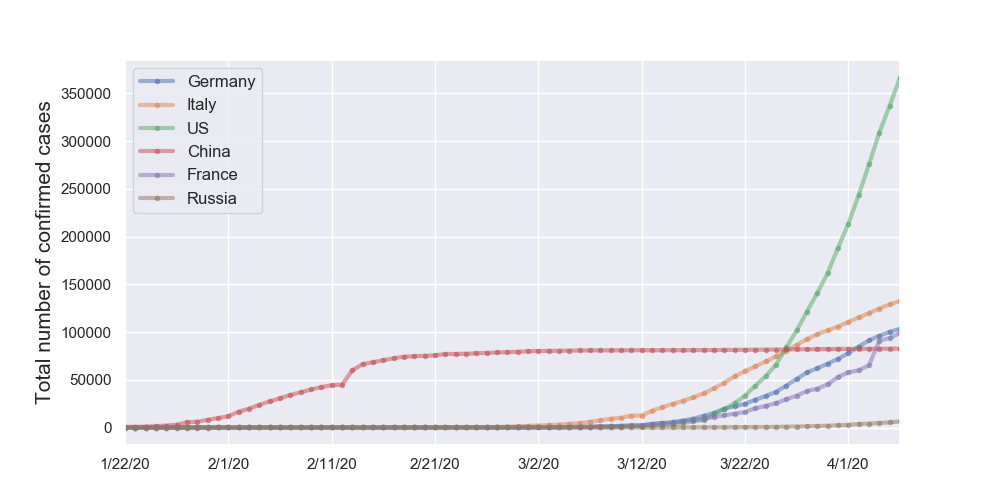 Total number of confirmed cases
350000
300000
250000
200000
150000
100000
50000
0
Germany
Italy
US
China
France
Russia
1/22/20 2/1/20 2/11/20 2/21/20 3/2/20 3/12/20 3/22/20 4/1/20